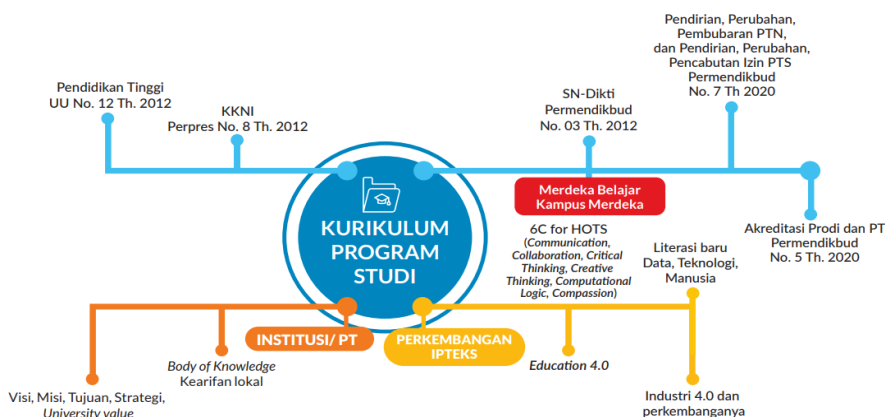 Pendidikan Tinggi
UU No. 12 Th. 2012
KKNI
Perpres No. 8 Th. 2012
SN-Dikti
Permendikbud
No. 03 Th. 2012
Pendirian, Perubahan,
Pembubaran PTN,
dan Pendirian, Perubahan,
Pencabutan Izin PTS
Permendikbud
No. 7 Th 2020
KURIKULUM
PROGRAM
STUDI
Merdeka Belajar
Kampus Merdeka
6C for HOTS
(Communication,
Collaboration, Critical
Thinking, Creative
Thinking, Computational
Logic, Compassion)
Akreditasi Prodi dan PT
Permendikbud
No. 5 Th. 2020
Literasi baru
Data, Teknologi,
Manusia
INSTITUSI/ PT
PERKEMBANGAN
IPTEKS
Body of Knowledge
Kearifan lokal
Education 4.0
Visi, Misi, Tujuan, Strategi,
University value
Industri 4.0 dan
perkembanganya